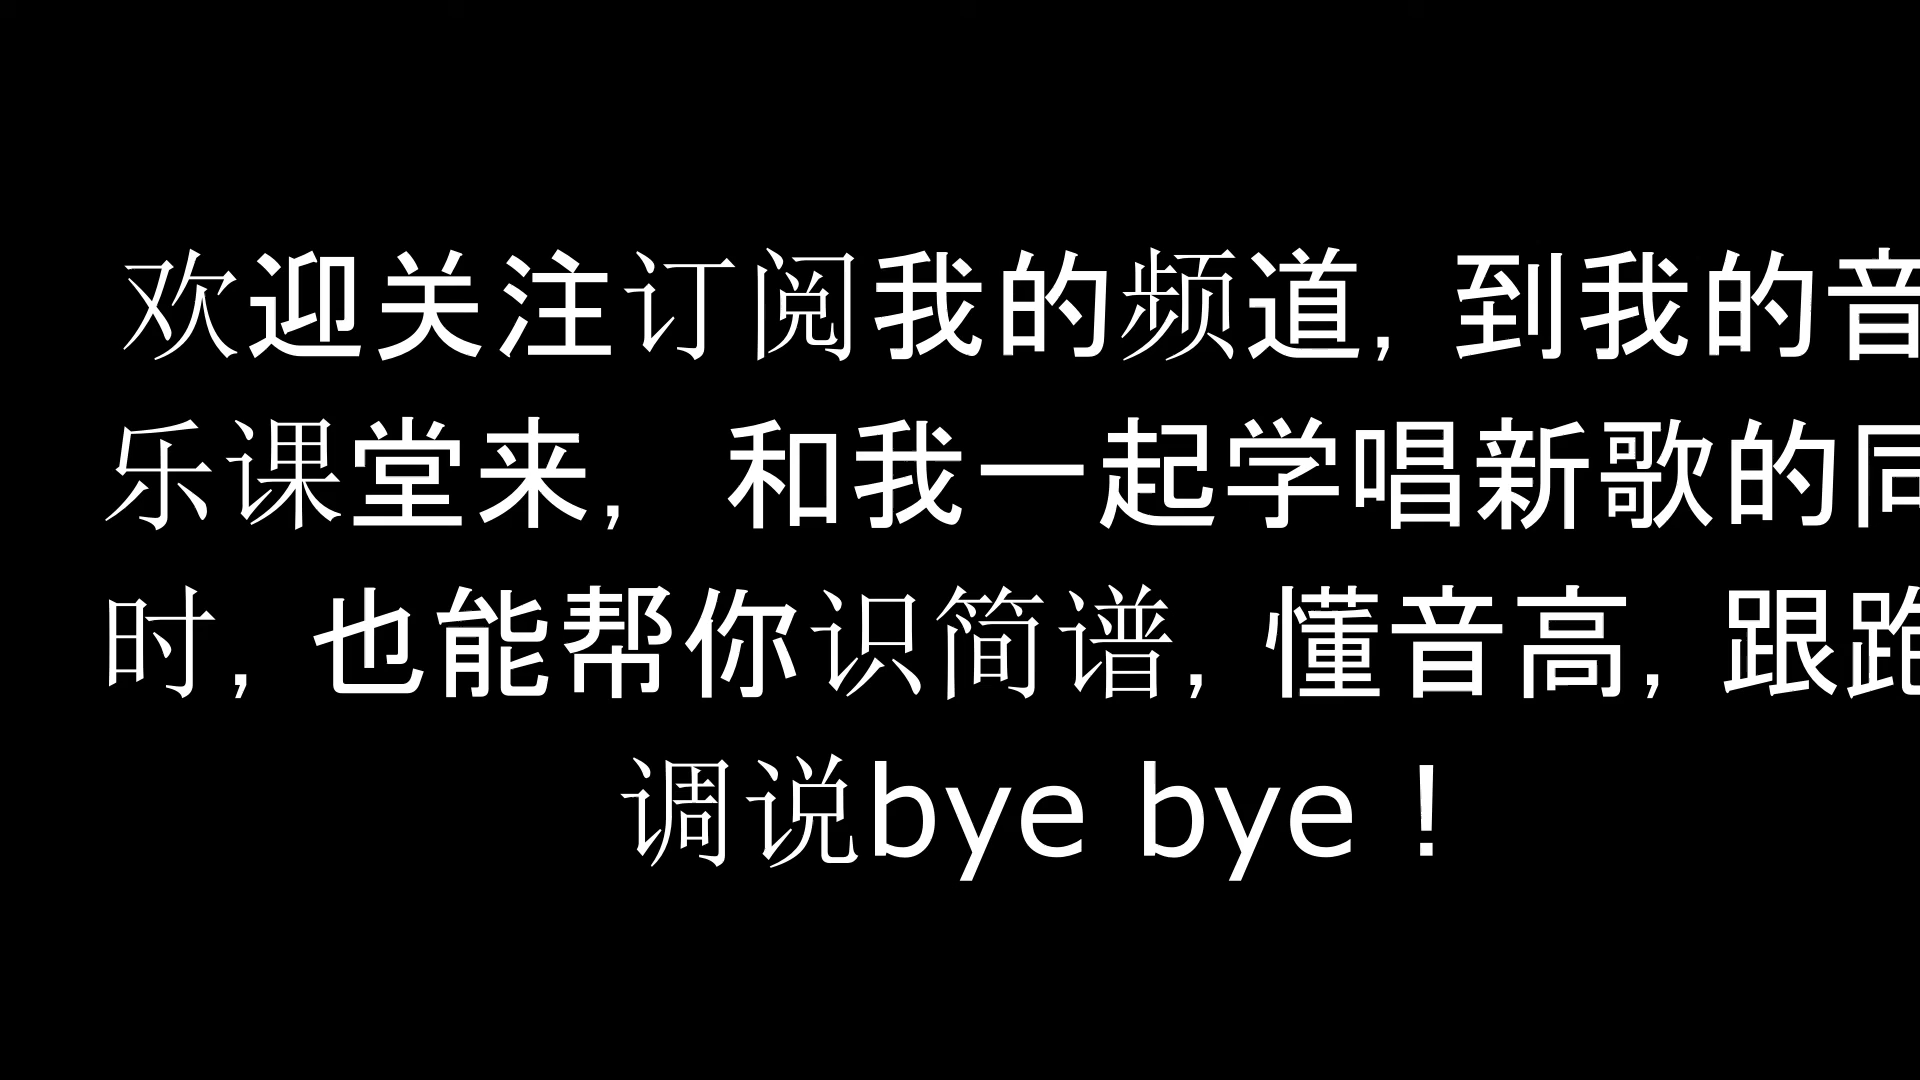 欢迎关注订阅我的频道, 到我的音
乐课堂来, 和我一起学唱新歌的同
时, 也能帮你识简谱, 懂音高, 跟跑
调说bye bye !